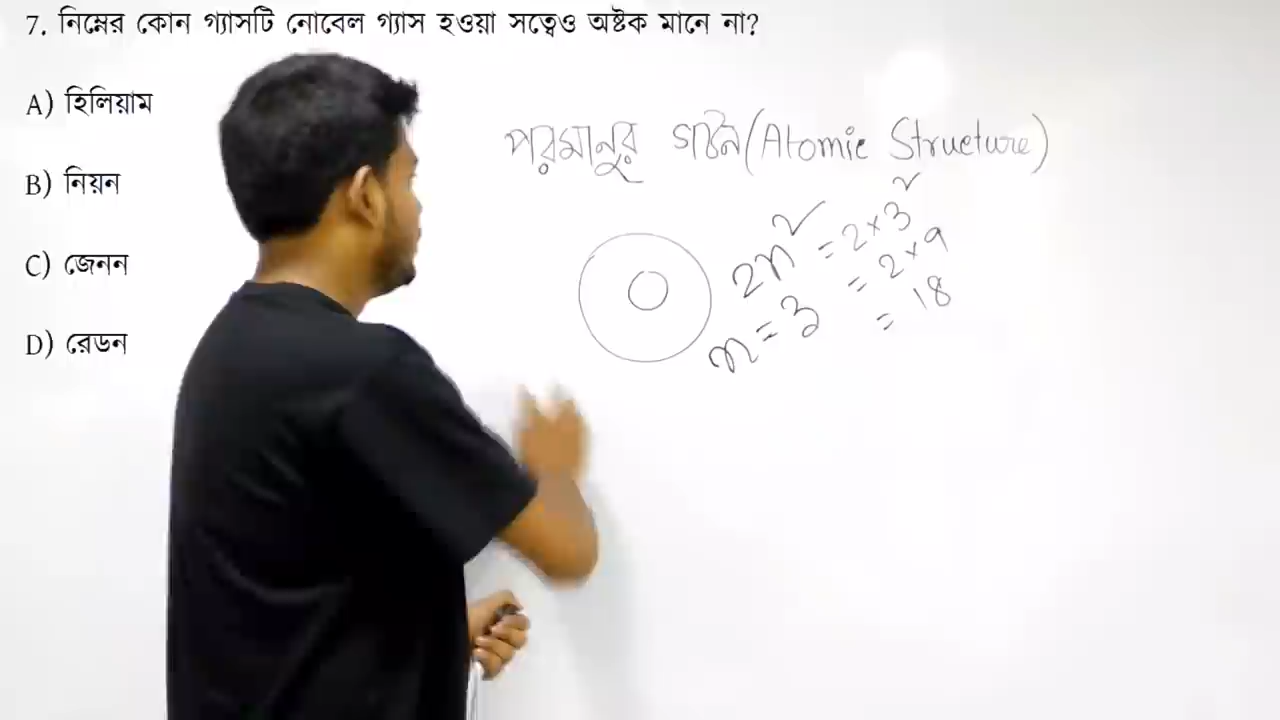 7. নিম্নের কোন গ্যাসটি নোবেল গ্যাস হওয়া সত্বেও অষ্টক মানে না?
A) হিলিয়াম
B) নিয়ন
C) জেনন
D) রেডন
পরমানুর গঠন (Atomic Structure)
2n² = 2×3²
= 2×9
= 18
n = 3